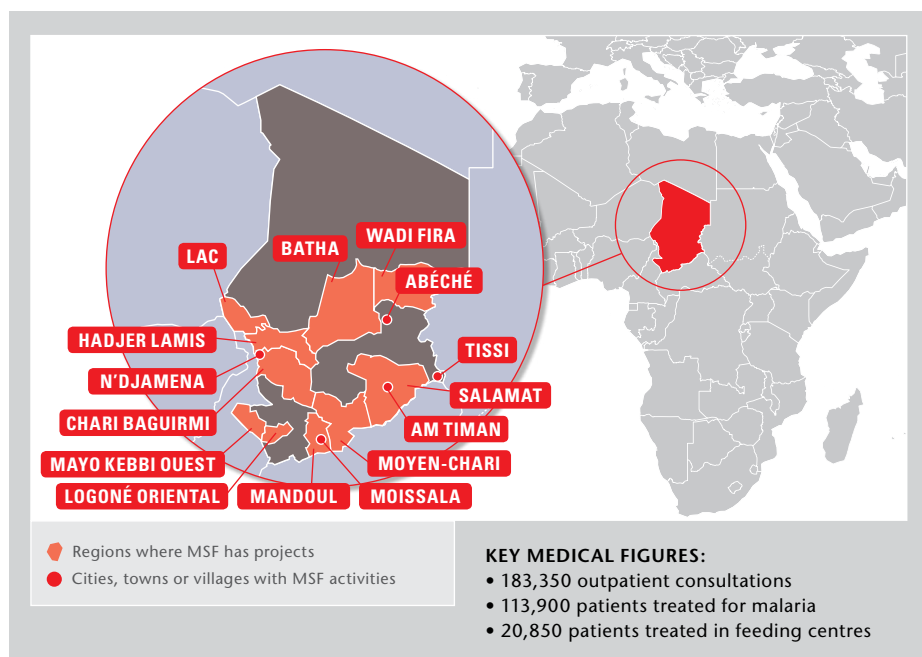 WADI FIRA
BATHA
LAC
ABÉCHÉ
HADJER LAMIS
TISSI
N'DJAMENA
SALAMAT
CHARI BAGUIRMI
AM TIMAN
MAYO KEBBI OUEST
MOYEN-CHARI
LOGONÉ ORIENTAL
MANDOUL
MOISSALA
Regions where MSF has projects
Cities, towns or villages with MSF activities
KEY MEDICAL FIGURES:
• 183,350 outpatient consultations
• 113,900 patients treated for malaria
• 20,850 patients treated in feeding centres